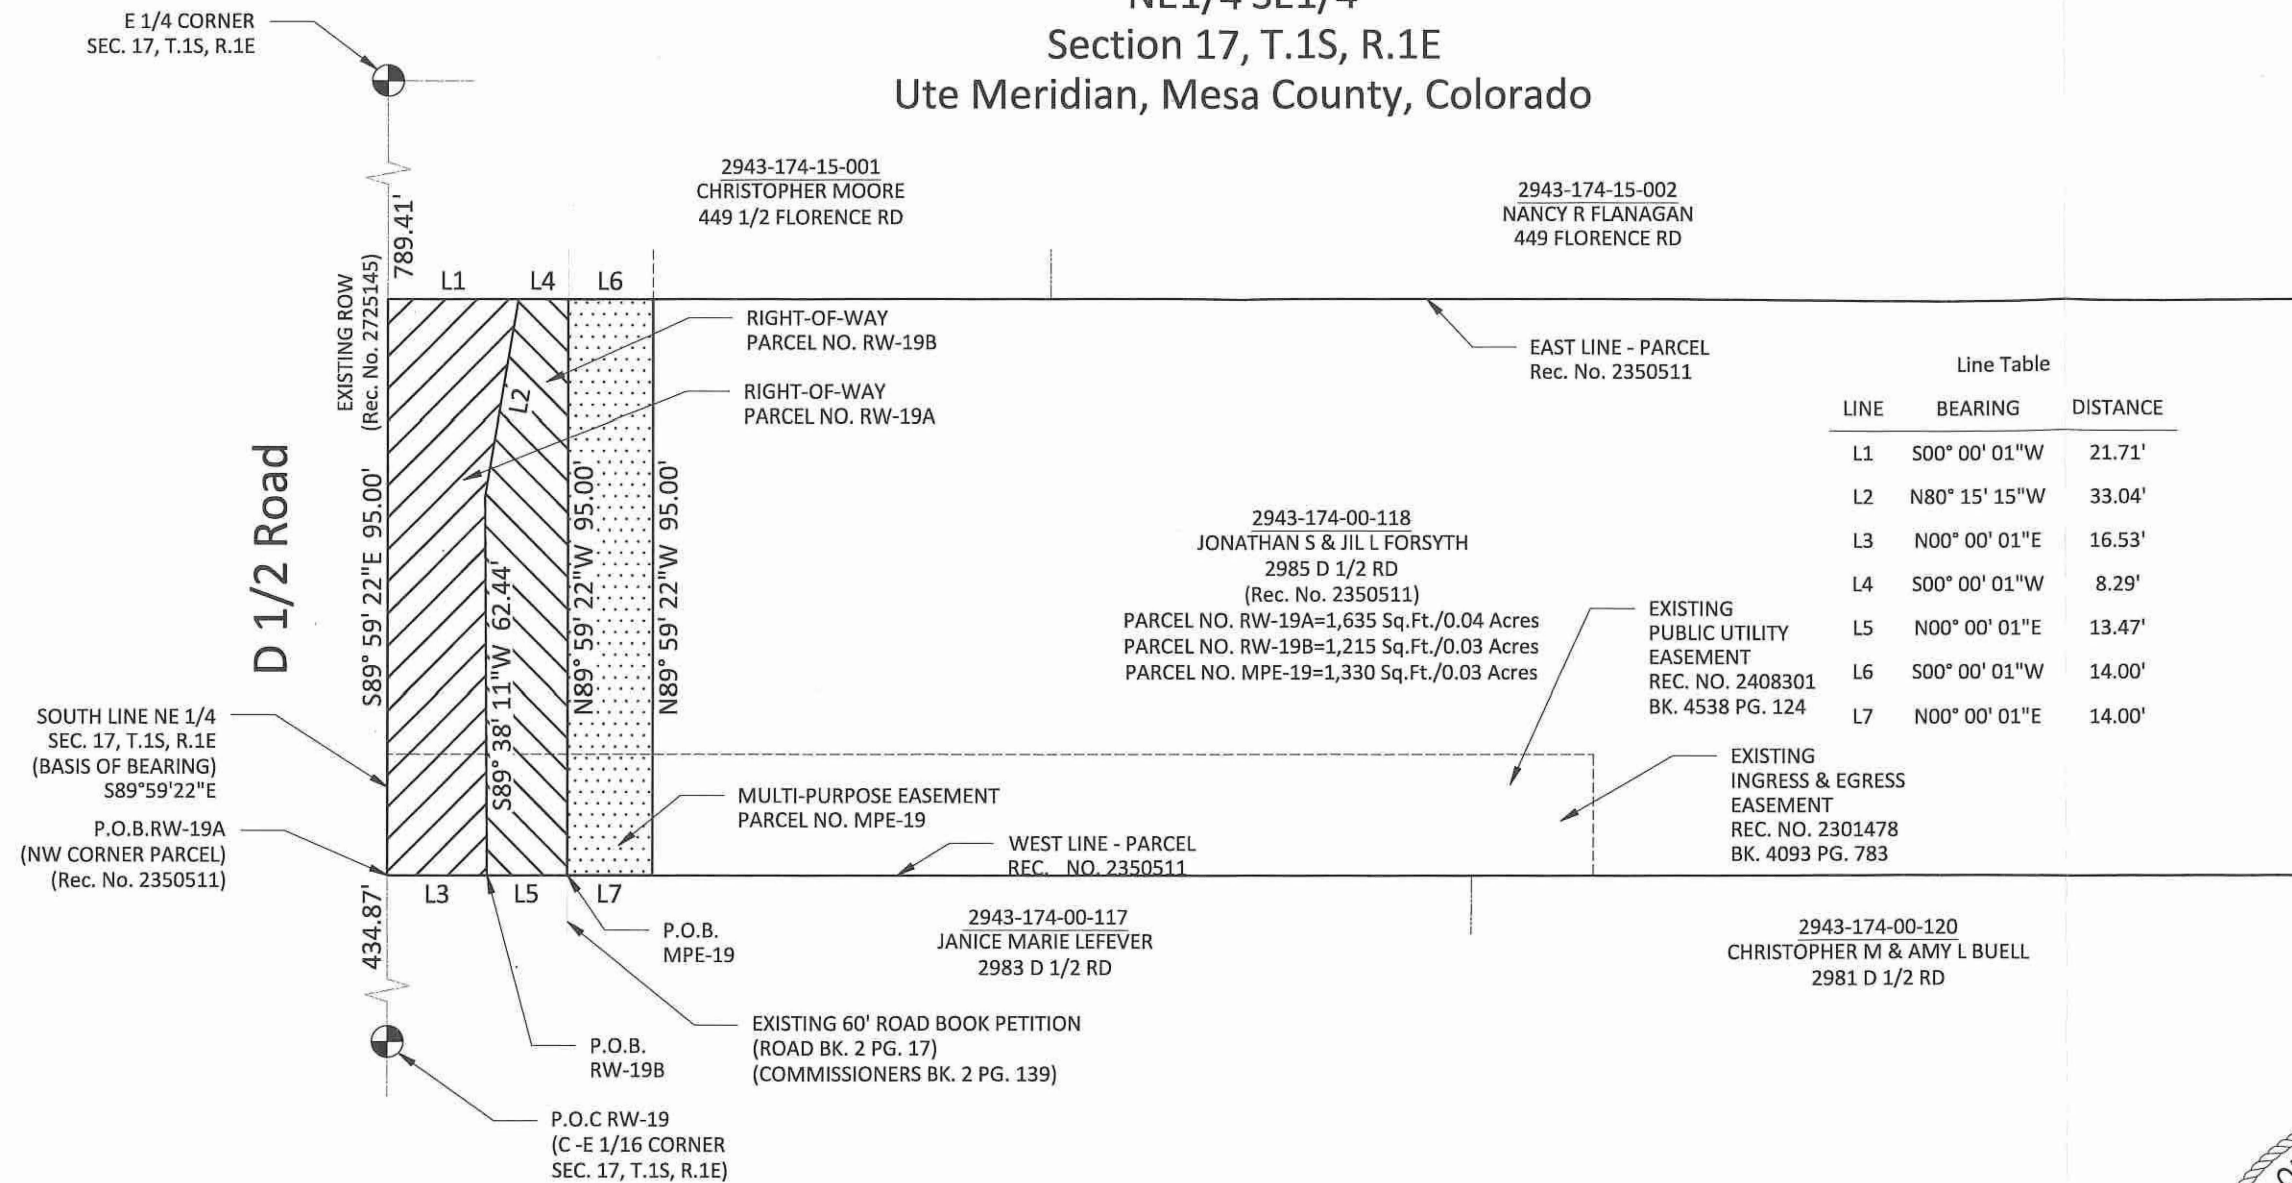 NE1/4 SE1/4
Section 17, T.1S, R.1E
Ute Meridian, Mesa County, Colorado
E 1/4 CORNER
SEC. 17, T.1S, R.1E
789.41'
2943-174-15-001
CHRISTOPHER MOORE
449 1/2 FLORENCE RD
2943-174-15-002
NANCY R FLANAGAN
449 FLORENCE RD
EXISTING ROW
(Rec. No. 2725145)
L1
L4
L6
RIGHT-OF-WAY
PARCEL NO. RW-19B
RIGHT-OF-WAY
PARCEL NO. RW-19A
L2
EAST LINE - PARCEL
Rec. No. 2350511
Line Table
LINE BEARING DISTANCE
L1 S00° 00' 01"W 21.71'
L2 N80° 15' 15"W 33.04'
L3 N00° 00' 01"E 16.53'
L4 S00° 00' 01"W 8.29'
L5 N00° 00' 01"E 13.47'
L6 S00° 00' 01"W 14.00'
L7 N00° 00' 01"E 14.00'
D 1/2 Road
S89° 59' 22"E 95.00'
S89° 38' 11"W 62.44'
N89° 59' 22"W 95.00'
N89° 59' 22"W 95.00'
2943-174-00-118
JONATHAN S & JIL L FORSYTH
2985 D 1/2 RD
(Rec. No. 2350511)
PARCEL NO. RW-19A=1,635 Sq.Ft./0.04 Acres
PARCEL NO. RW-19B=1,215 Sq.Ft./0.03 Acres
PARCEL NO. MPE-19=1,330 Sq.Ft./0.03 Acres
EXISTING
PUBLIC UTILITY
EASEMENT
REC. NO. 2408301
BK. 4538 PG. 124
SOUTH LINE NE 1/4
SEC. 17, T.1S, R.1E
(BASIS OF BEARING)
S89°59'22"E
P.O.B.RW-19A
(NW CORNER PARCEL)
(Rec. No. 2350511)
MULTI-PURPOSE EASEMENT
PARCEL NO. MPE-19
WEST LINE - PARCEL
REC. NO. 2350511
EXISTING
INGRESS & EGRESS
EASEMENT
REC. NO. 2301478
BK. 4093 PG. 783
L3
L5
L7
434.87'
P.O.B.
MPE-19
2943-174-00-117
JANICE MARIE LEFEVER
2983 D 1/2 RD
2943-174-00-120
CHRISTOPHER M & AMY L BUELL
2981 D 1/2 RD
EXISTING 60' ROAD BOOK PETITION
(ROAD BK. 2 PG. 17)
(COMMISSIONERS BK. 2 PG. 139)
P.O.B.
RW-19B
P.O.C RW-19
(C -E 1/16 CORNER
SEC. 17, T.1S, R.1E)